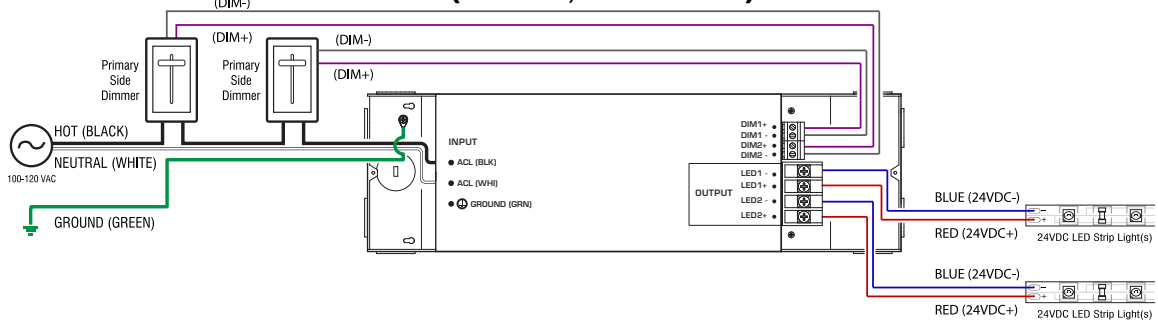 (DIM-)
(DIM+)
(DIM-)
(DIM+)
Primary
Side
Dimmer
Primary
Side
Dimmer
HOT (BLACK)
NEUTRAL (WHITE)
100-120 VAC
GROUND (GREEN)
INPUT
ACL (BLK)
ACL (WHI)
GROUND (GRN)
DIM1+
DIM1 -
DIM2+
DIM2 -
OUTPUT
LED1 -
LED1+
LED2 -
LED2+
BLUE (24VDC-)
RED (24VDC+)
-
+
24VDC LED Strip Light(s)
BLUE (24VDC-)
RED (24VDC+)
-
+
24VDC LED Strip Light(s)